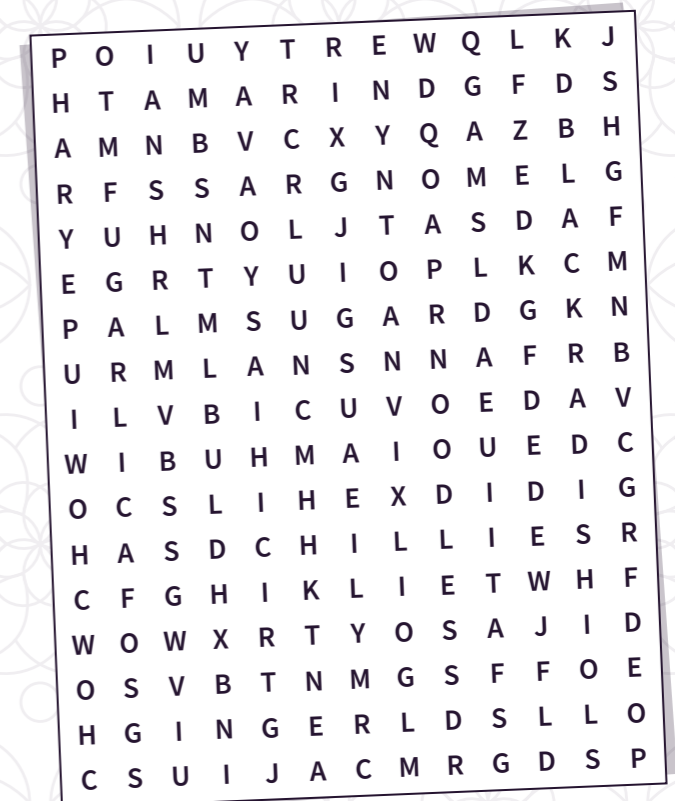 P O I U Y T R E W Q L K J
H T A M A R I N D G F D S
A M N B V C X Y Q A Z B H
R F S S A R G N O M E L G
Y U H N O L J T A S D A F
E G R T Y U I O P L K C M
P A L M S U G A R D G K N
U R M L A N S N N A F R B
I L V B I C U V O E D A V
W I B U H M A I O U E D C
O C S L I H E X D I D I G
H A S D C H I L L I E S R
C F G H I K L I E T W H F
W O W X R T Y O S A J I D
O S V B T N M G S F F O E
H G I N G E R L D S L L O
C S U I J A C M R G D S P